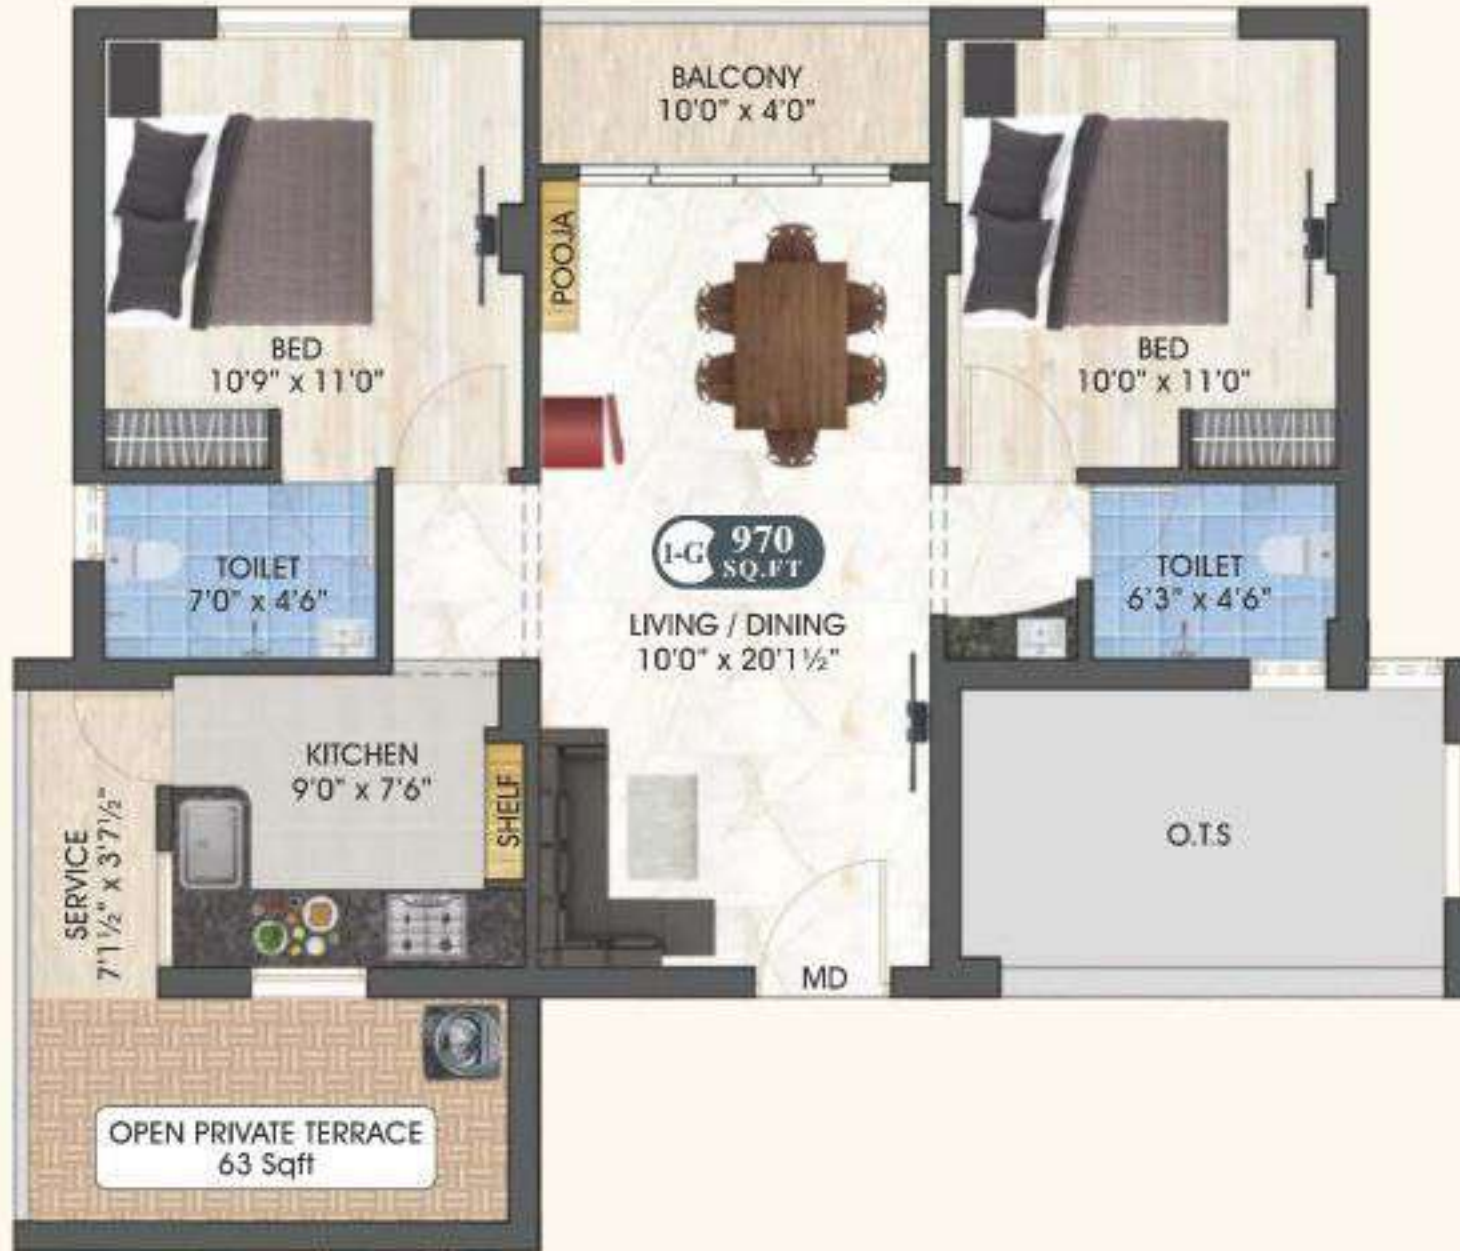 BALCONY
10'0" x 4'0"
POOJA
BED
10'9" x 11'0"
BED
10'0" x 11'0"
TOILET
7'0" x 4'6"
1-G 970
SQ.FT
LIVING / DINING
10'0" x 20'1½"
TOILET
6'3" x 4'6"
KITCHEN
9'0" x 7'6"
SHELF
SERVICE
7'1½" x 3'7½"
O.T.S
MD
OPEN PRIVATE TERRACE
63 Sqft